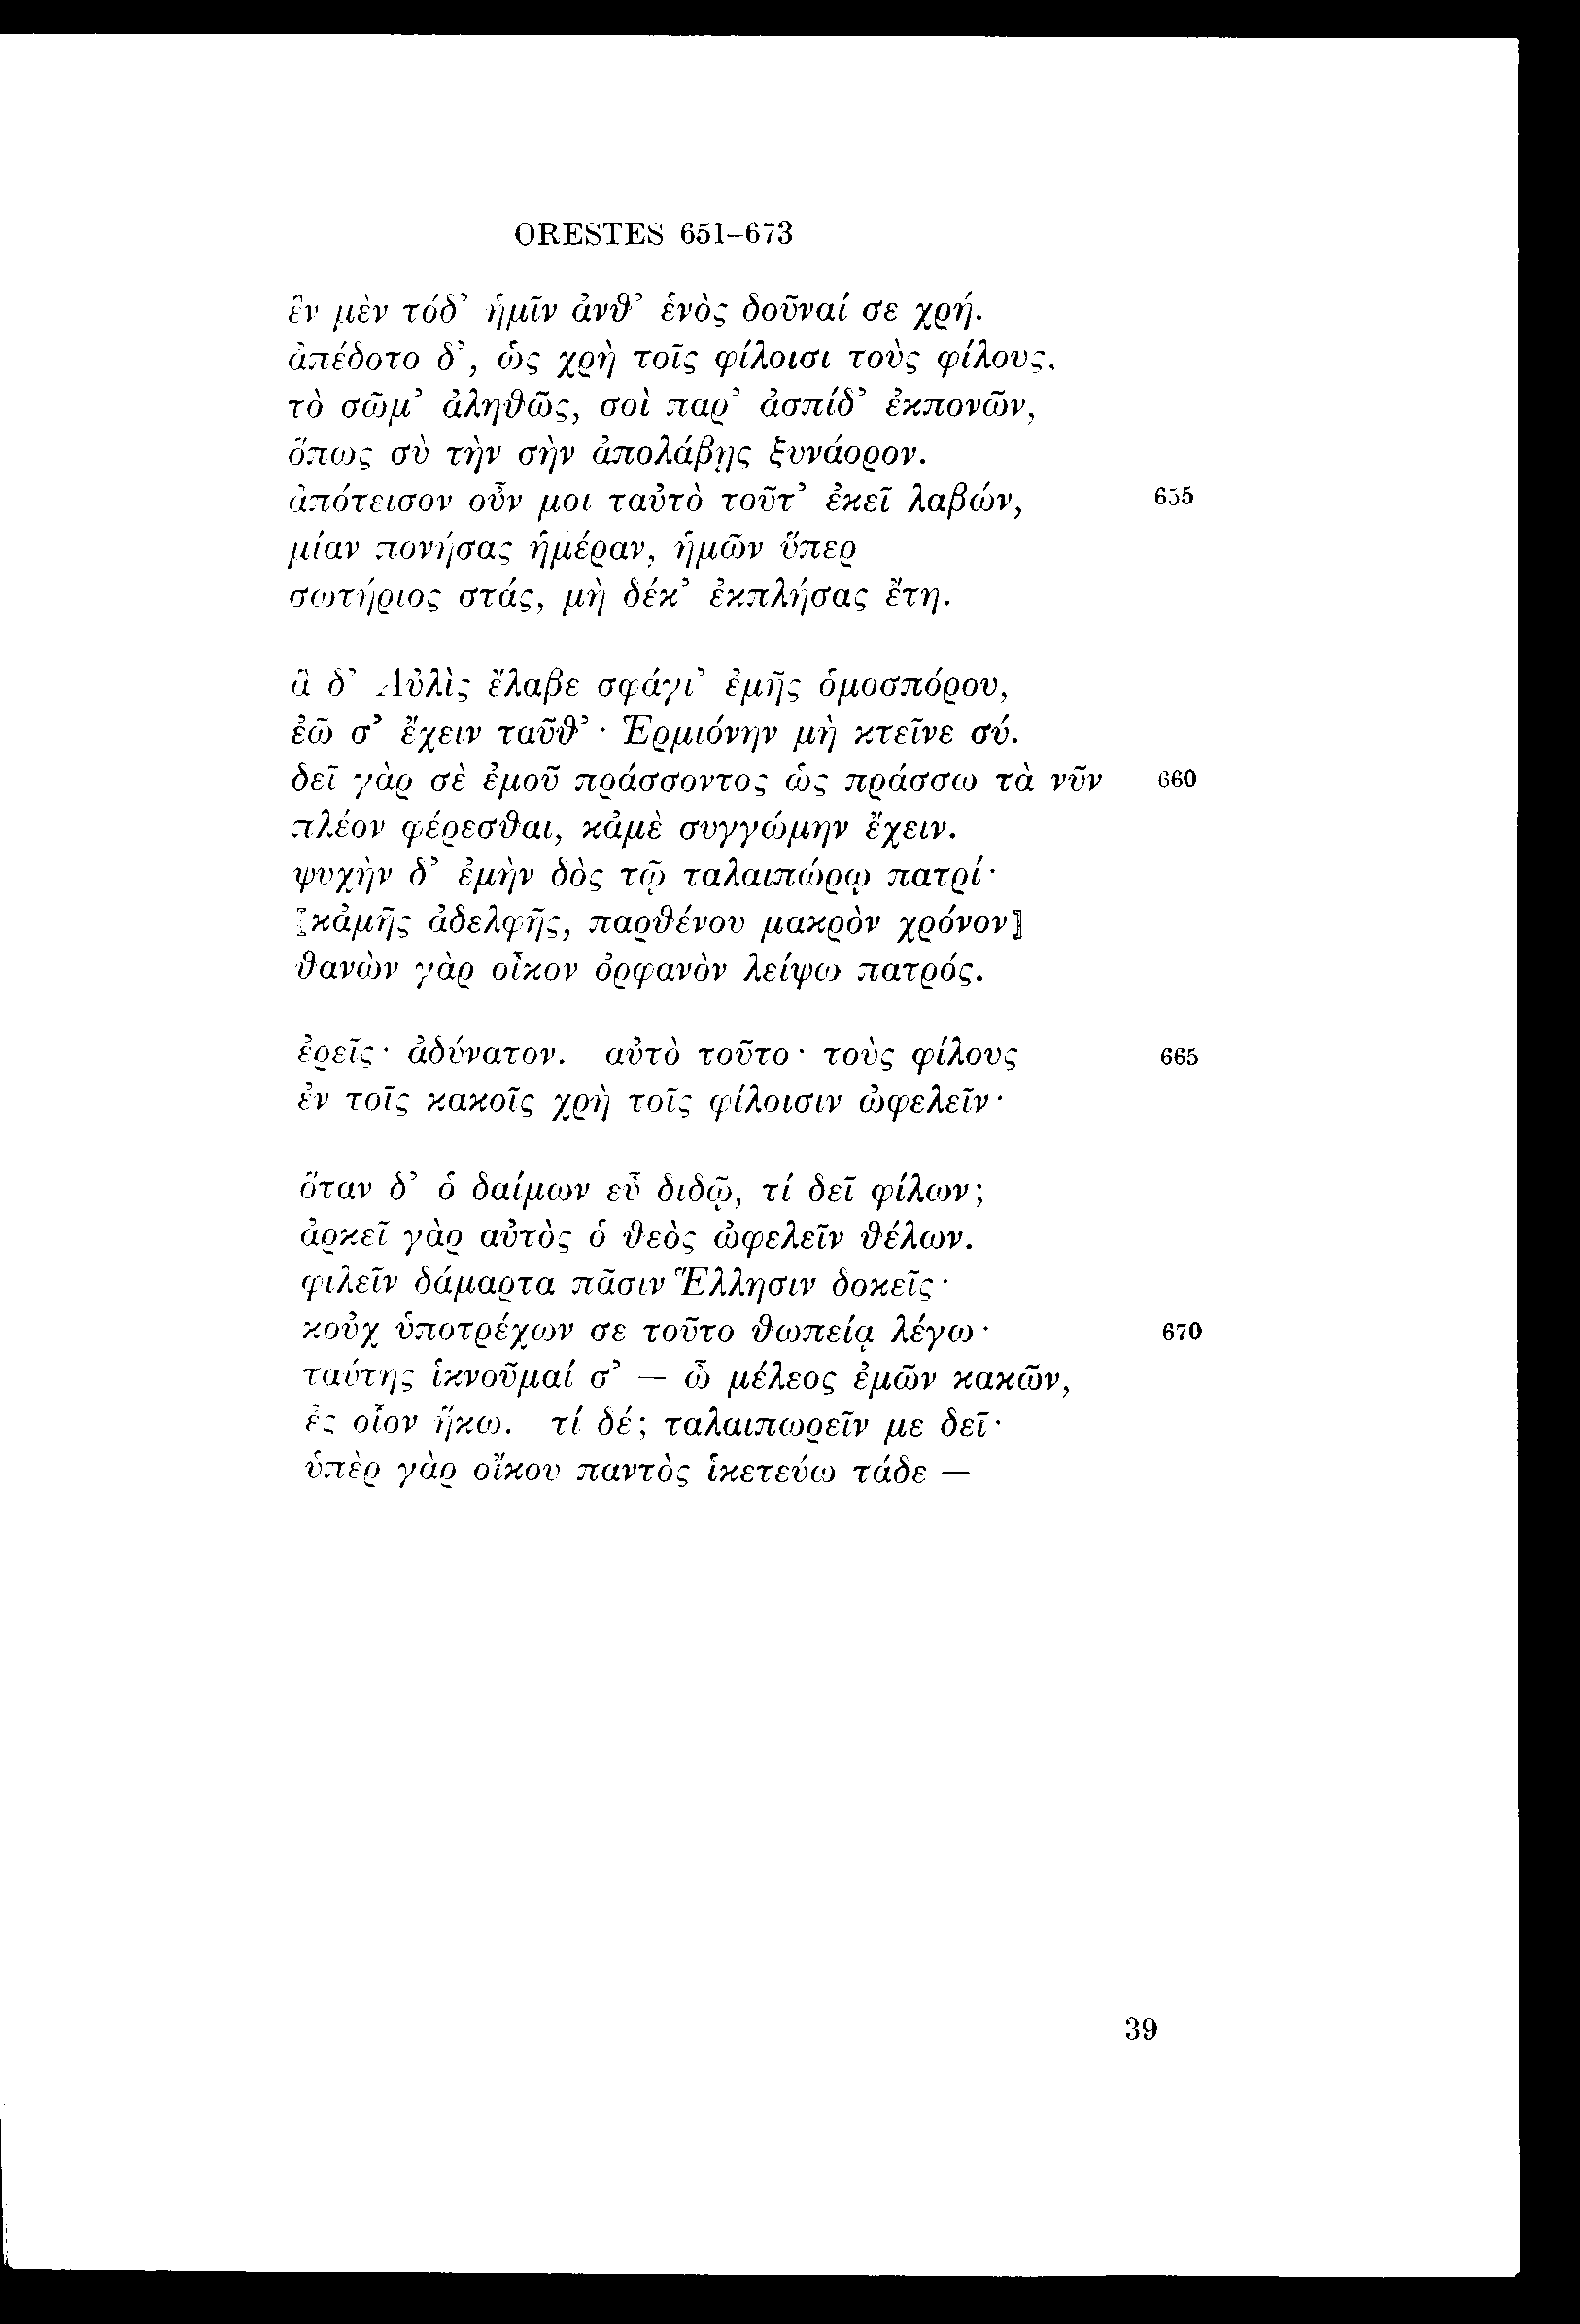 ORESTES 651–673
ἓν μὲν τόδ᾽ ἡμῖν ἀνθ᾽ ἑνὸς δοῦναί σε χρή.
ἀπέδοτο δ᾽, ὡς χρὴ τοῖς φίλοισι τοὺς φίλους,
τὸ σῶμ᾽ ἀληθῶς, σοὶ παρ᾽ ἀσπίδ᾽ ἐκπονῶν,
ὅπως σὺ τὴν σὴν ἀπολάβῃς ξυνάορον.
ἀπότεισον οὖν μοι ταὐτὸ τοῦτ᾽ ἐκεῖ λαβών, 655
μίαν πονήσας ἡμέραν, ἡμῶν ὕπερ
σωτήριος στάς, μὴ δέκ᾽ ἐκπλήσας ἔτη.
ἃ δ᾽ Αὐλὶς ἔλαβε σφάγι᾽ ἐμῆς ὁμοσπόρου,
ἐῶ σ᾽ ἔχειν ταῦθ᾽· Ἑρμιόνην μὴ κτεῖνε σύ.
δεῖ γὰρ σὲ ἐμοῦ πράσσοντος ὡς πράσσω τὰ νῦν 660
πλέον φέρεσθαι, κἀμὲ συγγώμην ἔχειν.
ψυχὴν δ᾽ ἐμὴν δὸς τῷ ταλαιπώρῳ πατρί·
⟦κἀμῆς ἀδελφῆς, παρθένου μακρὸν χρόνον⟧
θανὼν γὰρ οἶκον ὀρφανὸν λείψω πατρός.
ἐρεῖς· ἀδύνατον. αὐτὸ τοῦτο· τοὺς φίλους 665
ἐν τοῖς κακοῖς χρὴ τοῖς φίλοισιν ὠφελεῖν·
ὅταν δ᾽ ὁ δαίμων εὖ διδῷ, τί δεῖ φίλων;
ἀρκεῖ γὰρ αὐτὸς ὁ θεὸς ὠφελεῖν θέλων.
φιλεῖν δάμαρτα πᾶσιν Ἕλλησιν δοκεῖς·
κοὐχ ὑποτρέχων σε τοῦτο θωπείᾳ λέγω· 670
ταύτης ἱκνοῦμαί σ᾽ — ὦ μέλεος ἐμῶν κακῶν,
ἐς οἷον ἥκω. τί δέ; ταλαιπωρεῖν με δεῖ·
ὑπὲρ γὰρ οἴκου παντὸς ἱκετεύω τάδε —
39